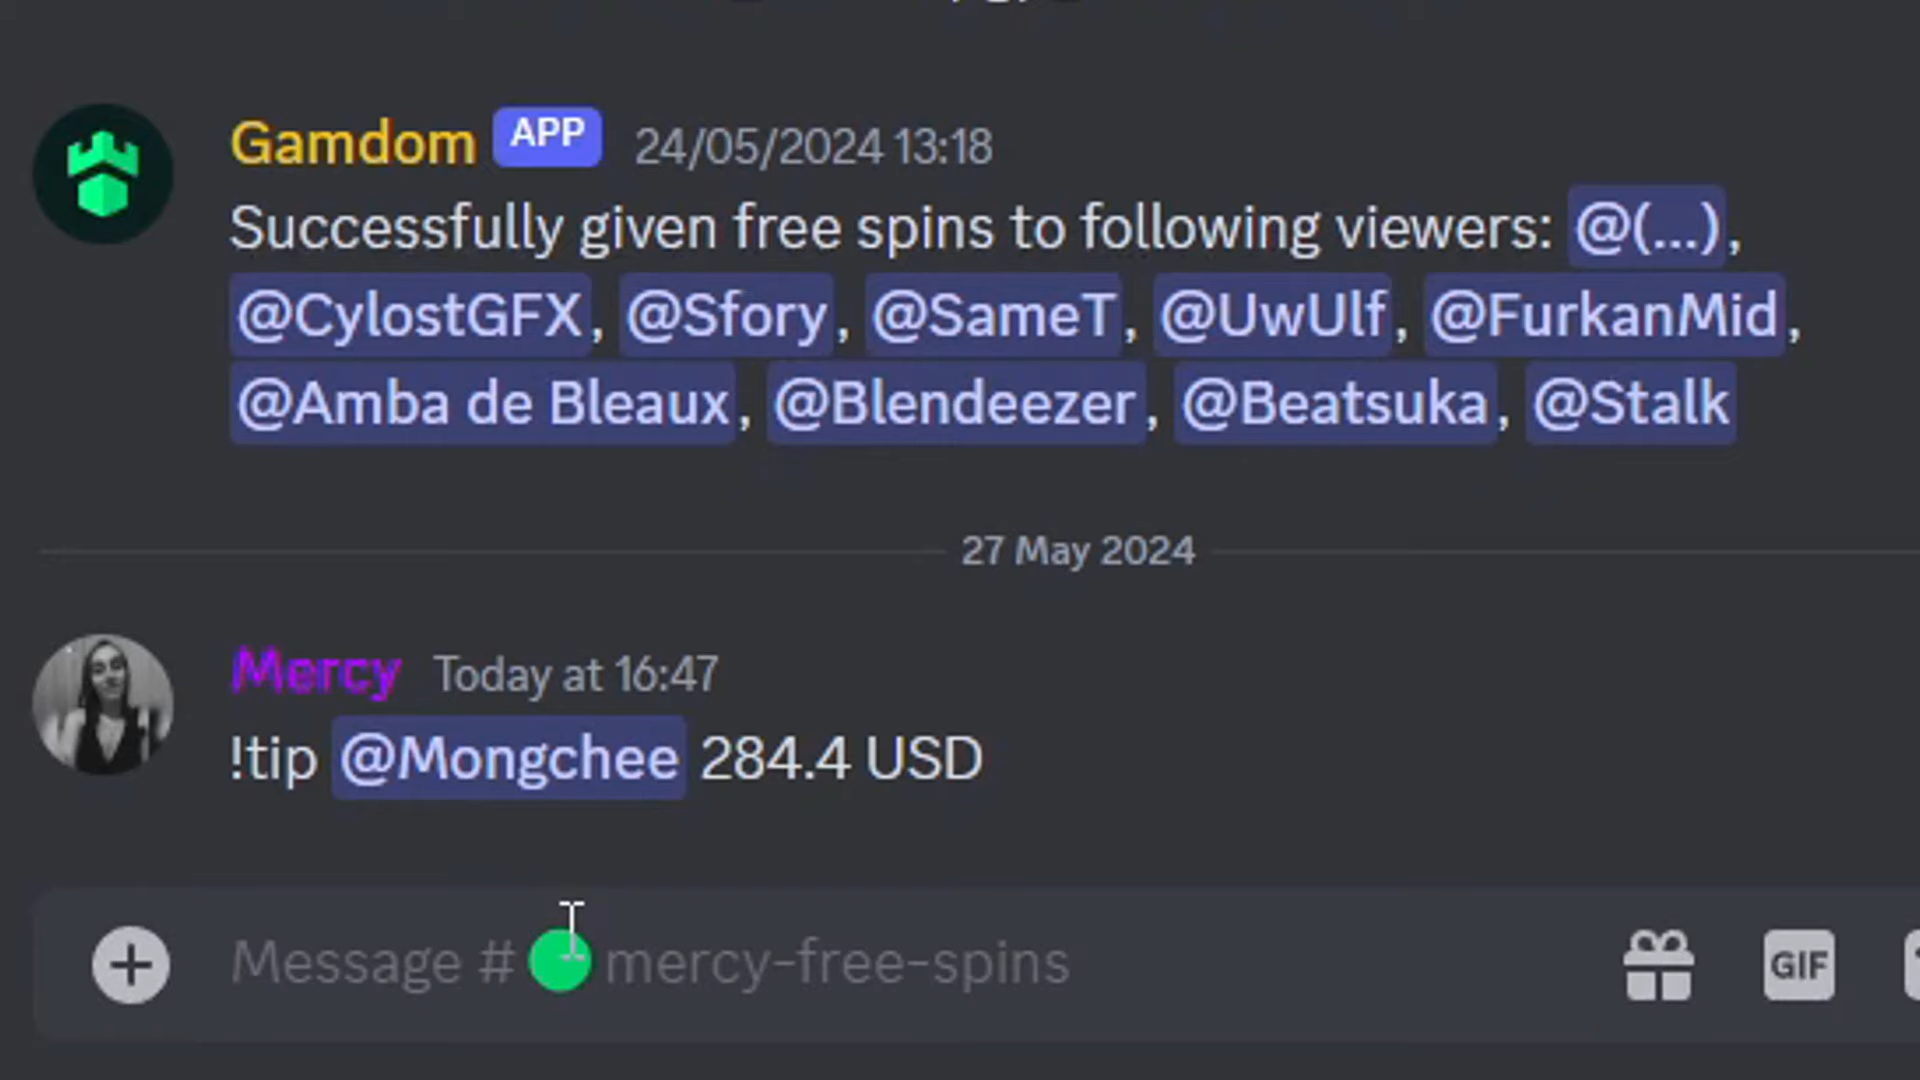 Gamdom APP 24/05/2024 13:18
Successfully given free spins to following viewers: @(...),
@CylostGFX, @Sfory, @SameT, @UwUlf, @FurkanMid,
@Amba de Bleaux, @Blendeezer, @Beatsuka, @Stalk
27 May 2024
Mercy Today at 16:47
!tip @Mongchee 284.4 USD
Message # mercy-free-spins
GIF